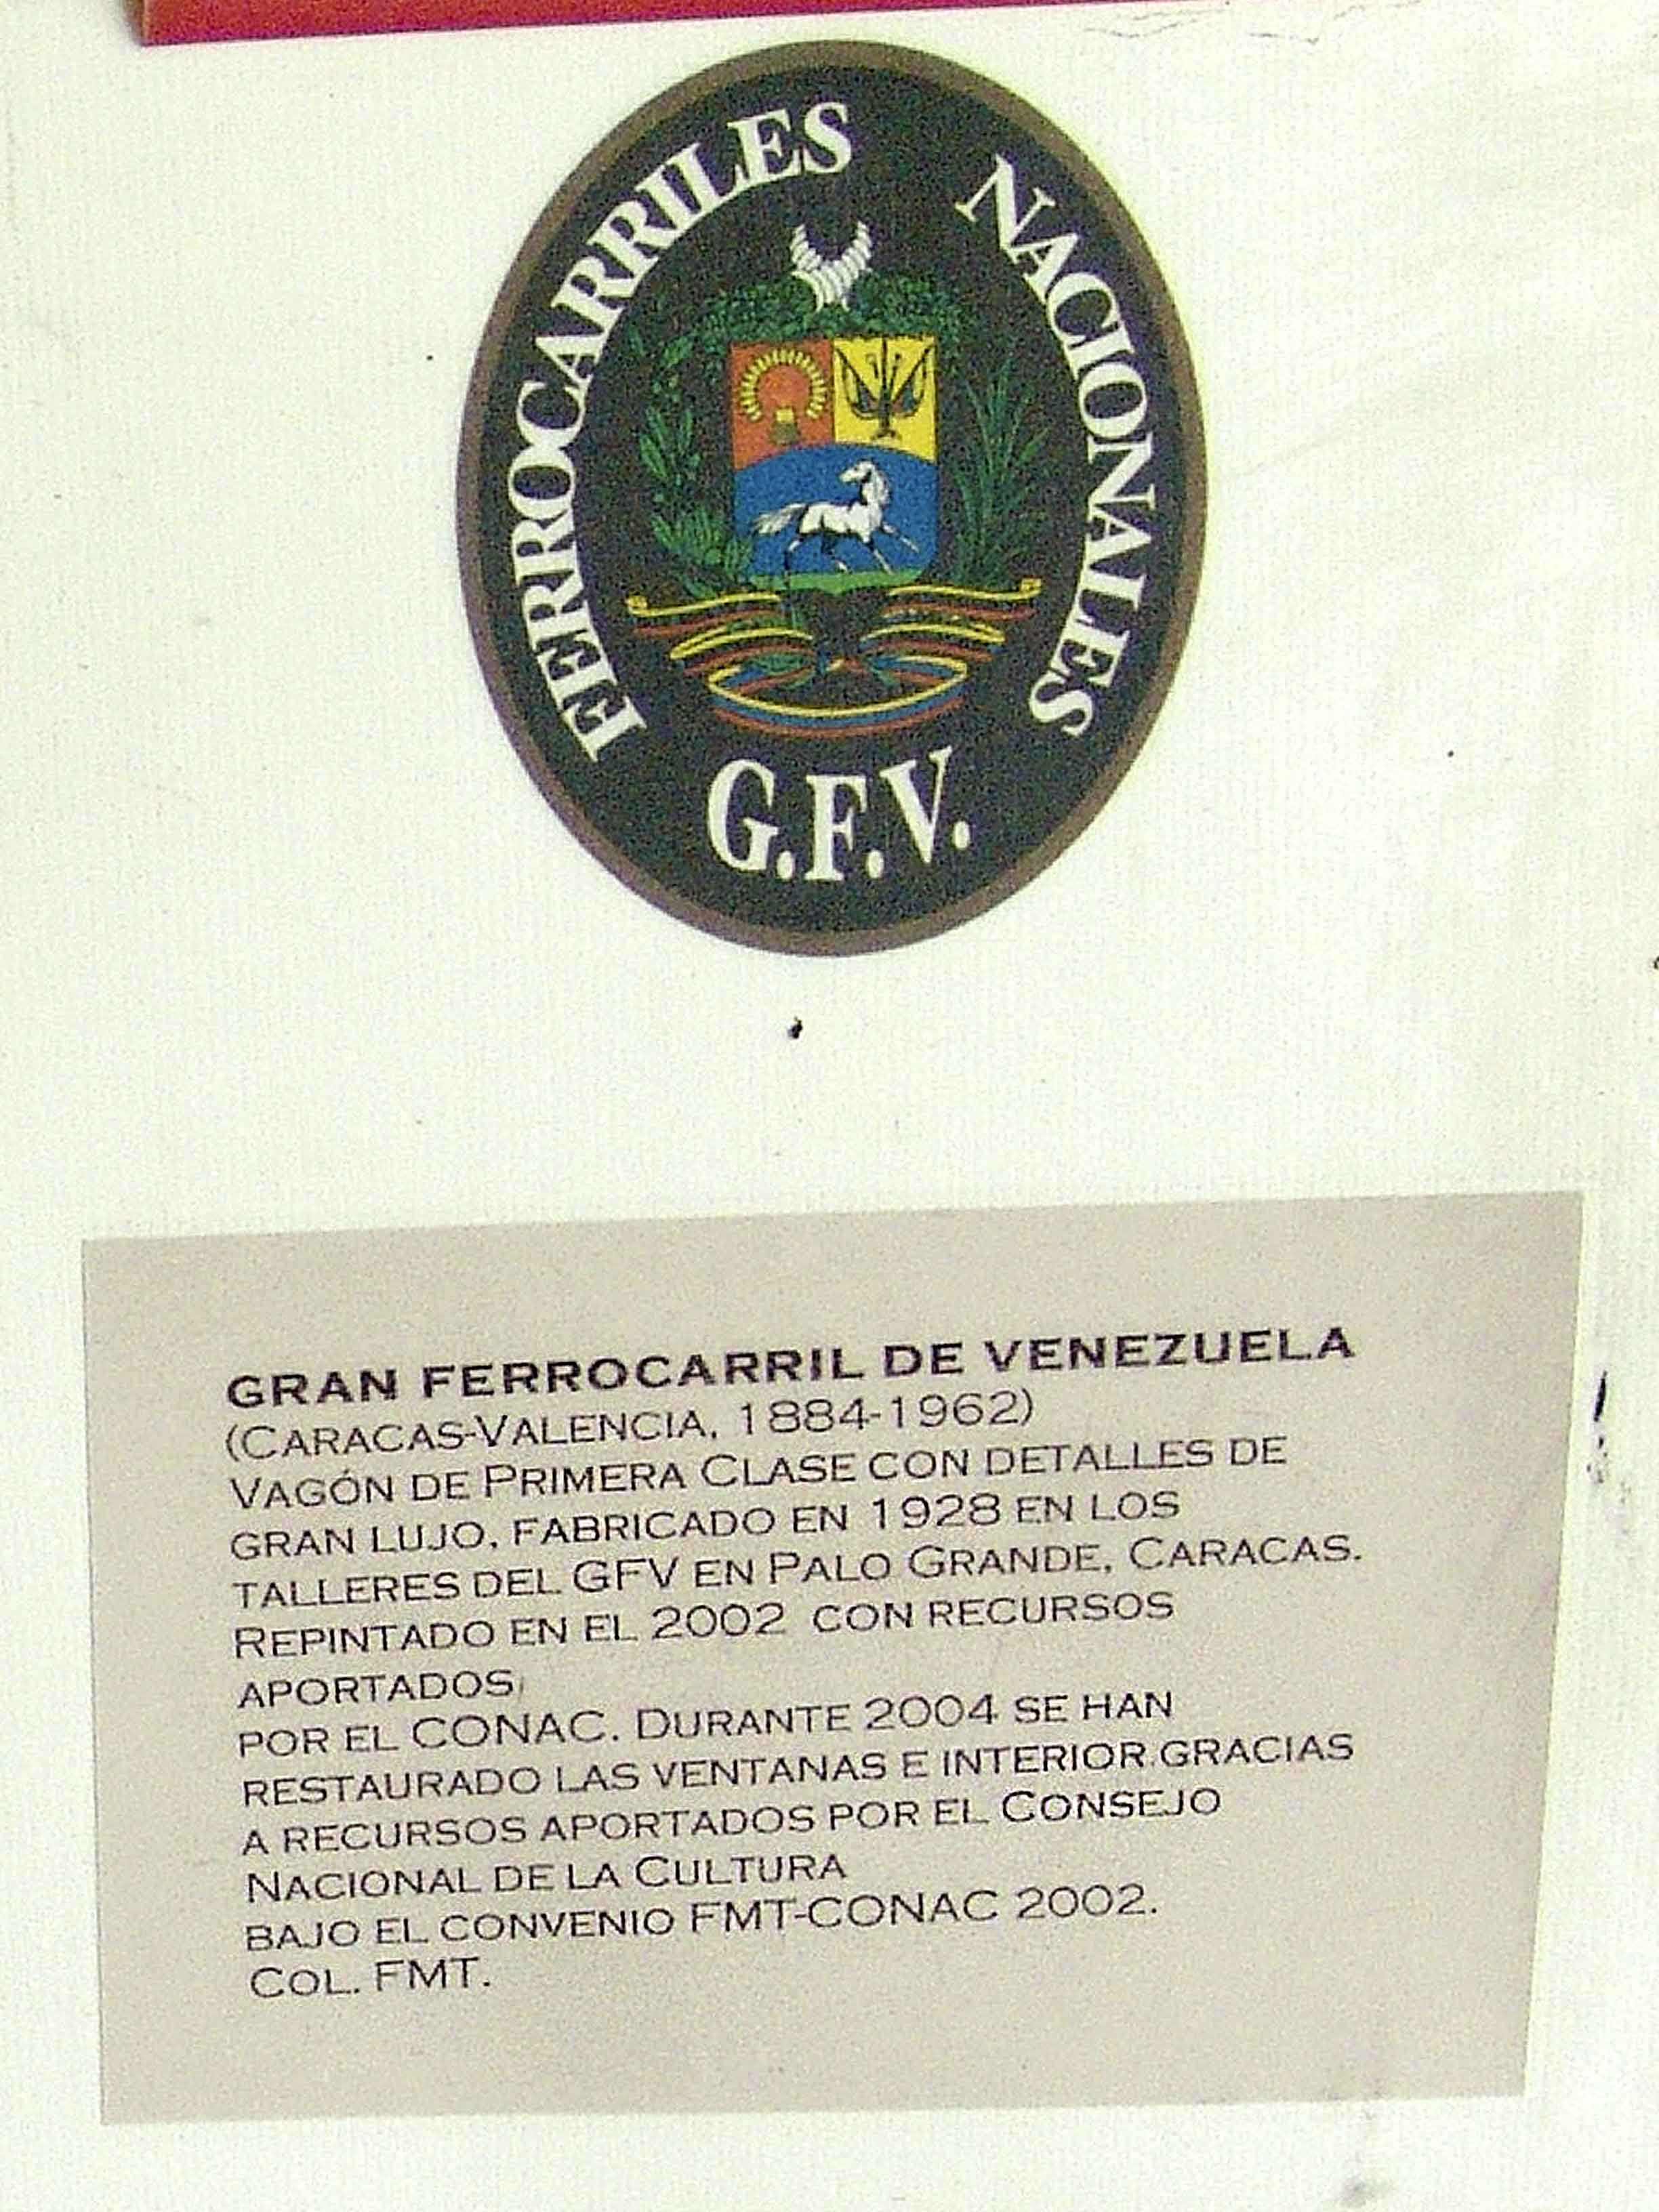 FERROCARRILES NACIONALES
G.F.V.
GRAN FERROCARRIL DE VENEZUELA
(CARACAS-VALENCIA, 1884-1962)
VAGÓN DE PRIMERA CLASE CON DETALLES DE
GRAN LUJO, FABRICADO EN 1928 EN LOS
TALLERES DEL GFV EN PALO GRANDE, CARACAS.
REPINTADO EN EL 2002 CON RECURSOS
APORTADOS
POR EL CONAC. DURANTE 2004 SE HAN
RESTAURADO LAS VENTANAS E INTERIOR GRACIAS
A RECURSOS APORTADOS POR EL CONSEJO
NACIONAL DE LA CULTURA
BAJO EL CONVENIO FMT-CONAC 2002.
COL. FMT.